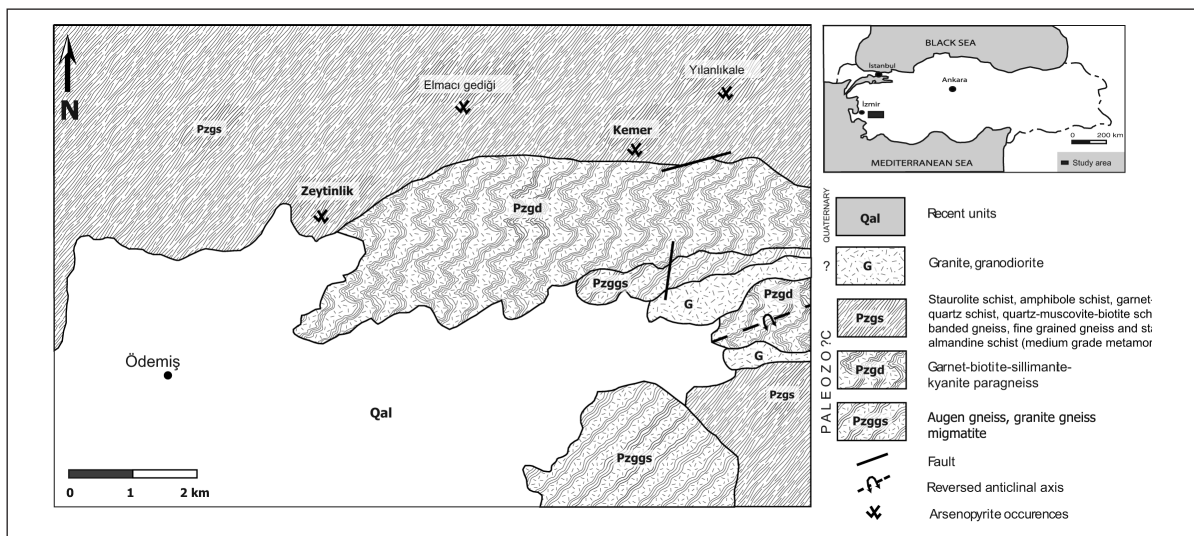 N
Elmacı gediği
Yılanlıkale
Pzgs
Kemer
Zeytinlik
Pzgd
Pzggs
G
Pzgd
G
Ödemiş
Qal
Pzgs
Pzggs
0 1 2 km
BLACK SEA
İstanbul
Ankara
İzmir
0 200 km
MEDITERRANEAN SEA
Study area
QUATERNARY
Qal
Recent units
?
G
Granite, granodiorite
PALEOZO?C
Pzgs
Staurolite schist, amphibole schist, garnet-
quartz schist, quartz-muscovite-biotite sch
banded gneiss, fine grained gneiss and sta
almandine schist (medium grade metamor
Pzgd
Garnet-biotite-sillimante-
kyanite paragneiss
Pzggs
Augen gneiss, granite gneiss
migmatite
Fault
Reversed anticlinal axis
Arsenopyrite occurences